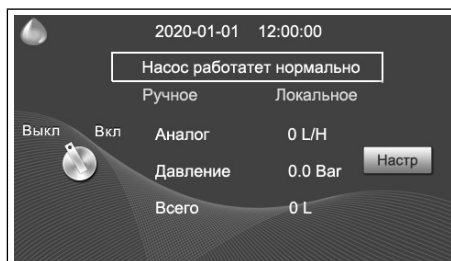 2020-01-01 12:00:00
Насос работатет нормально
Ручное Локальное
Выкл Вкл Аналог 0 L/H
Давление 0.0 Bar Настр
Всего 0 L